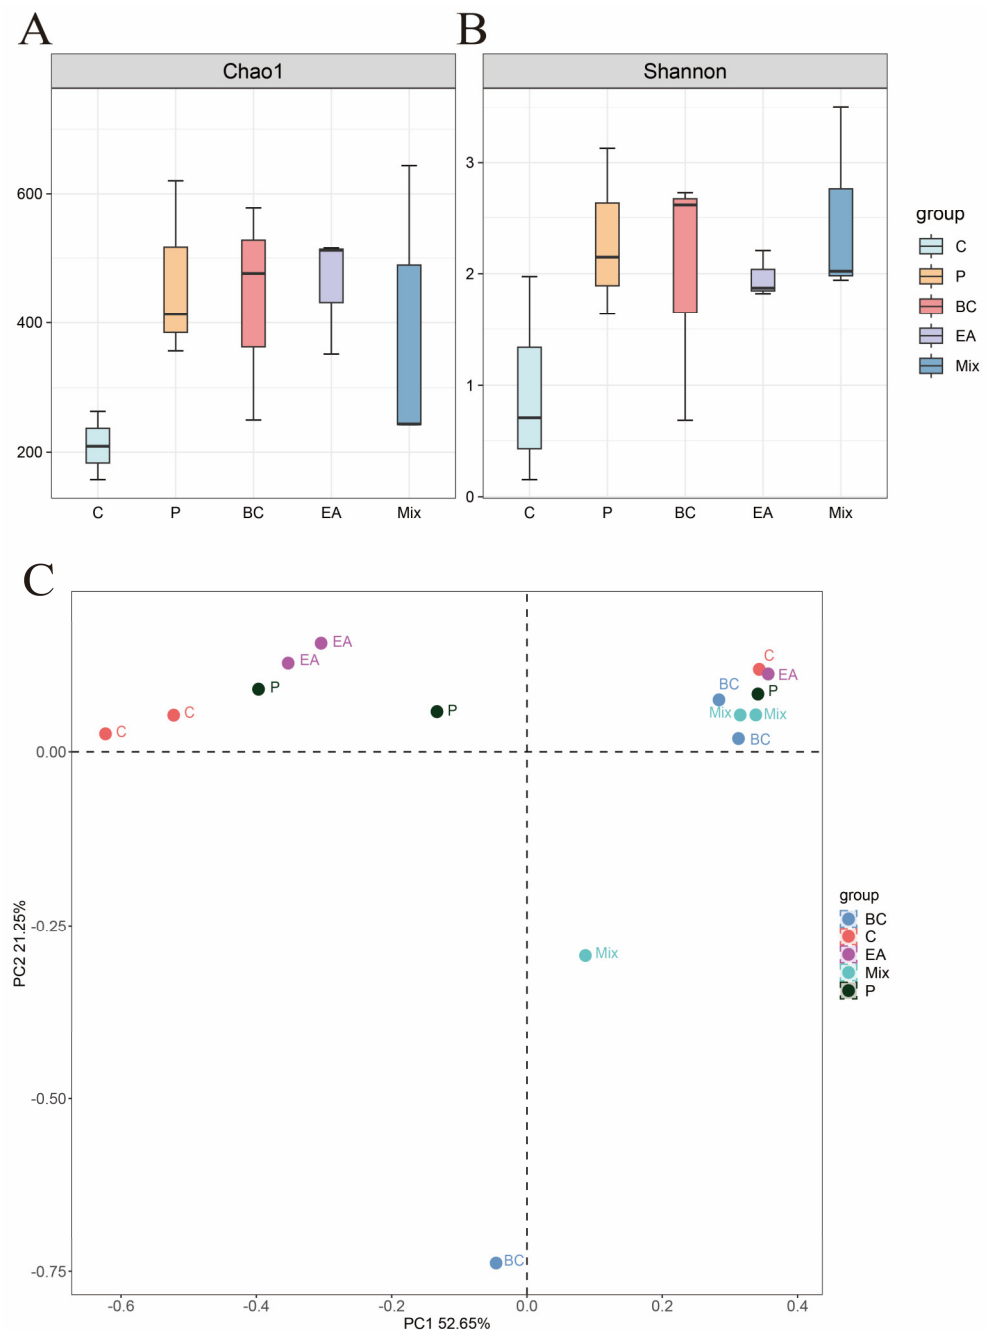 A
B
Chao1
Shannon
600
400
200
C P BC EA Mix
3
2
1
0
C P BC EA Mix
group
C
P
BC
EA
Mix
C
EA
EA
P
C
C
P
C
EA
BC
P
Mix
Mix
BC
Mix
BC
0.00
-0.25
-0.50
-0.75
PC2 21.25%
-0.6 -0.4 -0.2 0.0 0.2 0.4
PC1 52.65%
group
BC
C
EA
Mix
P